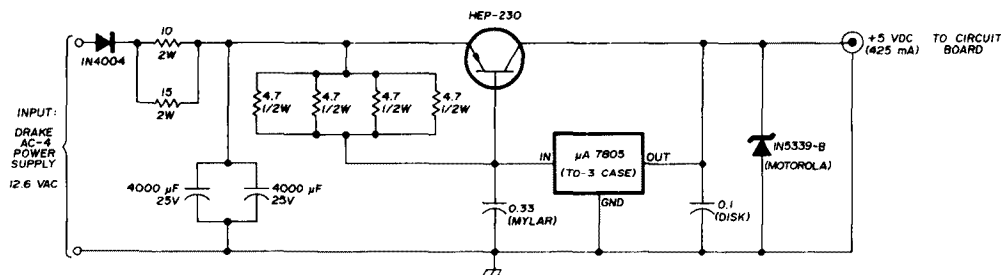 HEP-230
1N4004
10
2W
15
2W
INPUT:
DRAKE
AC-4
POWER
SUPPLY
12.6 VAC
4000 µF
25V
4000 µF
25V
4.7
1/2W
4.7
1/2W
4.7
1/2W
4.7
1/2W
0.33
(MYLAR)
IN
µA 7805
(TO-3 CASE)
OUT
GND
0.1
(DISK)
1N5339-B
(MOTOROLA)
+5 VDC
(425 mA)
TO CIRCUIT
BOARD